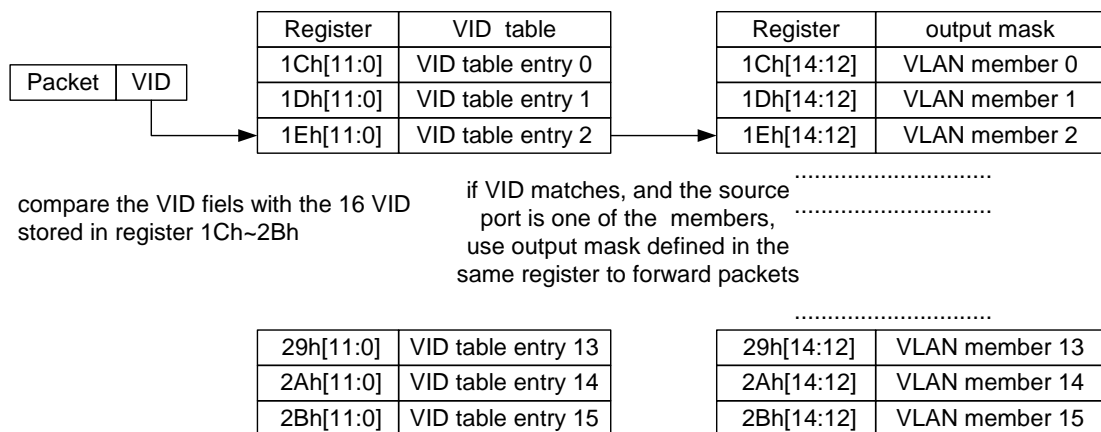 Register VID table
1Ch[11:0] VID table entry 0
1Dh[11:0] VID table entry 1
1Eh[11:0] VID table entry 2
Packet VID
Register output mask
1Ch[14:12] VLAN member 0
1Dh[14:12] VLAN member 1
1Eh[14:12] VLAN member 2
compare the VID fiels with the 16 VID
stored in register 1Ch~2Bh
if VID matches, and the source
port is one of the members,
use output mask defined in the
same register to forward packets
...............................
...............................
...............................
29h[11:0] VID table entry 13
2Ah[11:0] VID table entry 14
2Bh[11:0] VID table entry 15
29h[14:12] VLAN member 13
2Ah[14:12] VLAN member 14
2Bh[14:12] VLAN member 15